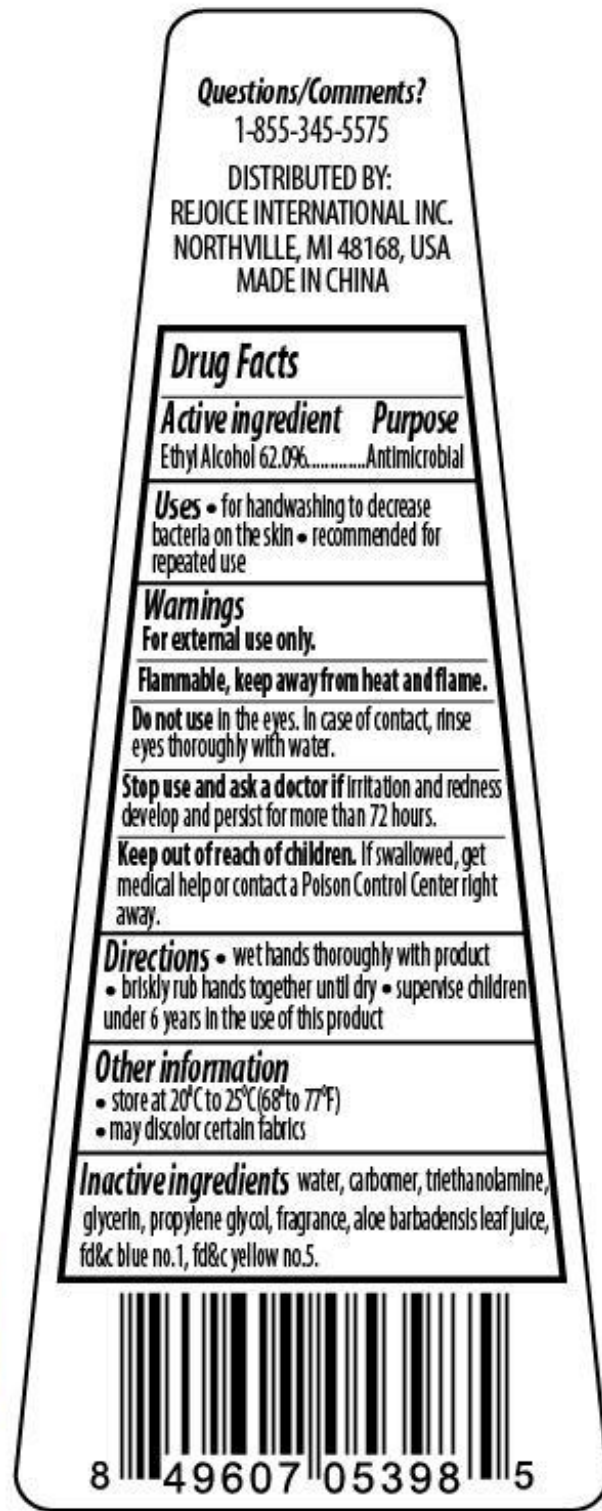 Questions/Comments?
1-855-345-5575
DISTRIBUTED BY:
REJOICE INTERNATIONAL INC.
NORTHVILLE, MI 48168, USA
MADE IN CHINA
Drug Facts
Active ingredient Purpose
Ethyl Alcohol 62.0%..............Antimicrobial
Uses • for handwashing to decrease
bacteria on the skin • recommended for
repeated use
Warnings
For external use only.
Flammable, keep away from heat and flame.
Do not use in the eyes. In case of contact, rinse
eyes thoroughly with water.
Stop use and ask a doctor if irritation and redness
develop and persist for more than 72 hours.
Keep out of reach of children. If swallowed, get
medical help or contact a Poison Control Center right
away.
Directions • wet hands thoroughly with product
• briskly rub hands together until dry • supervise children
under 6 years in the use of this product
Other information
• store at 20°C to 25°C(68°to 77°F)
• may discolor certain fabrics
Inactive ingredients water, carbomer, triethanolamine,
glycerin, propylene glycol, fragrance, aloe barbadensis leaf juice,
fd&c blue no.1, fd&c yellow no.5.
8 49607 05398 5